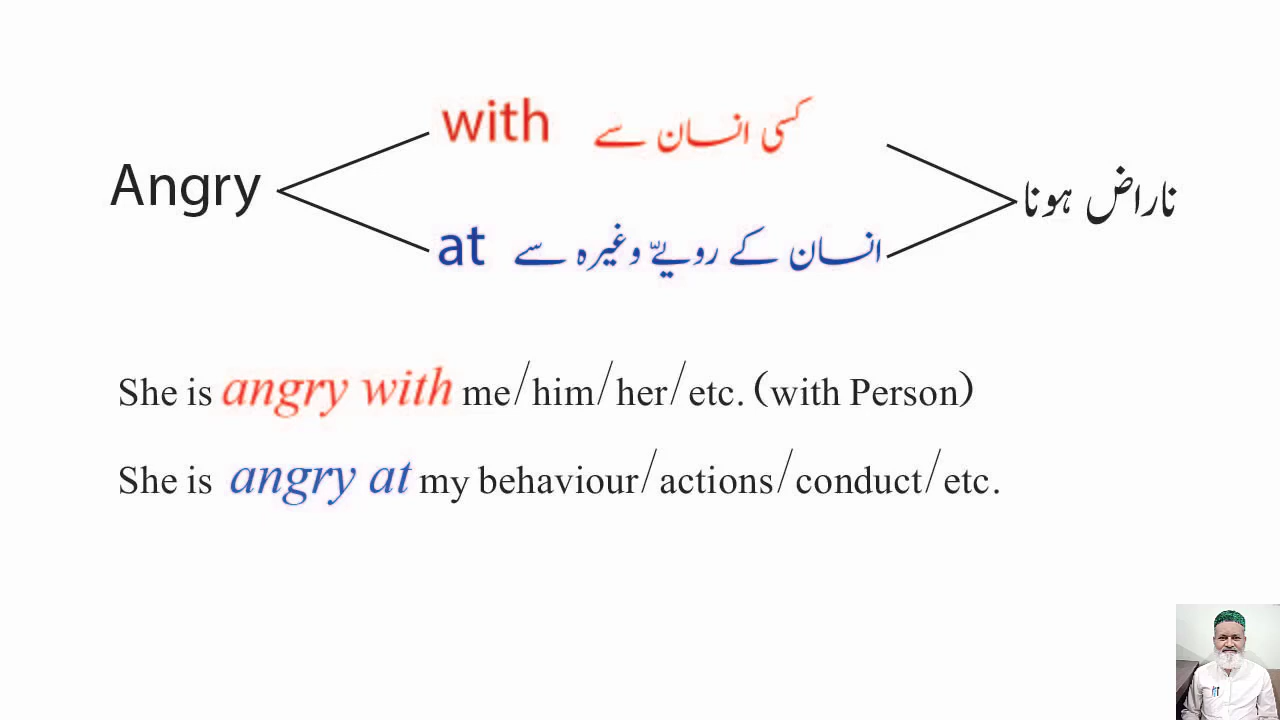 Angry
with کسی انسان سے
at انسان کے رویّے وغیرہ سے
ناراض ہونا
She is angry with me/him/her/etc. (with Person)
She is angry at my behaviour/actions/conduct/etc.